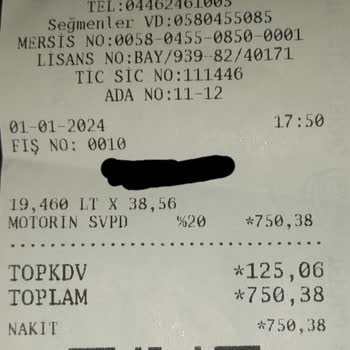 TEL:04462461003
Seğmenler VD:0580455085
MERSİS NO:0058-0455-0850-0001
LİSANS NO:BAY/939-82/40171
TİC SİC NO:111446
ADA NO:11-12
01-01-2024 17:50
FİŞ NO: 0010
19,460 LT X 38,56
MOTORIN SVPD %20 *750,38
TOPKDV *125,06
TOPLAM *750,38
NAKİT *750,38